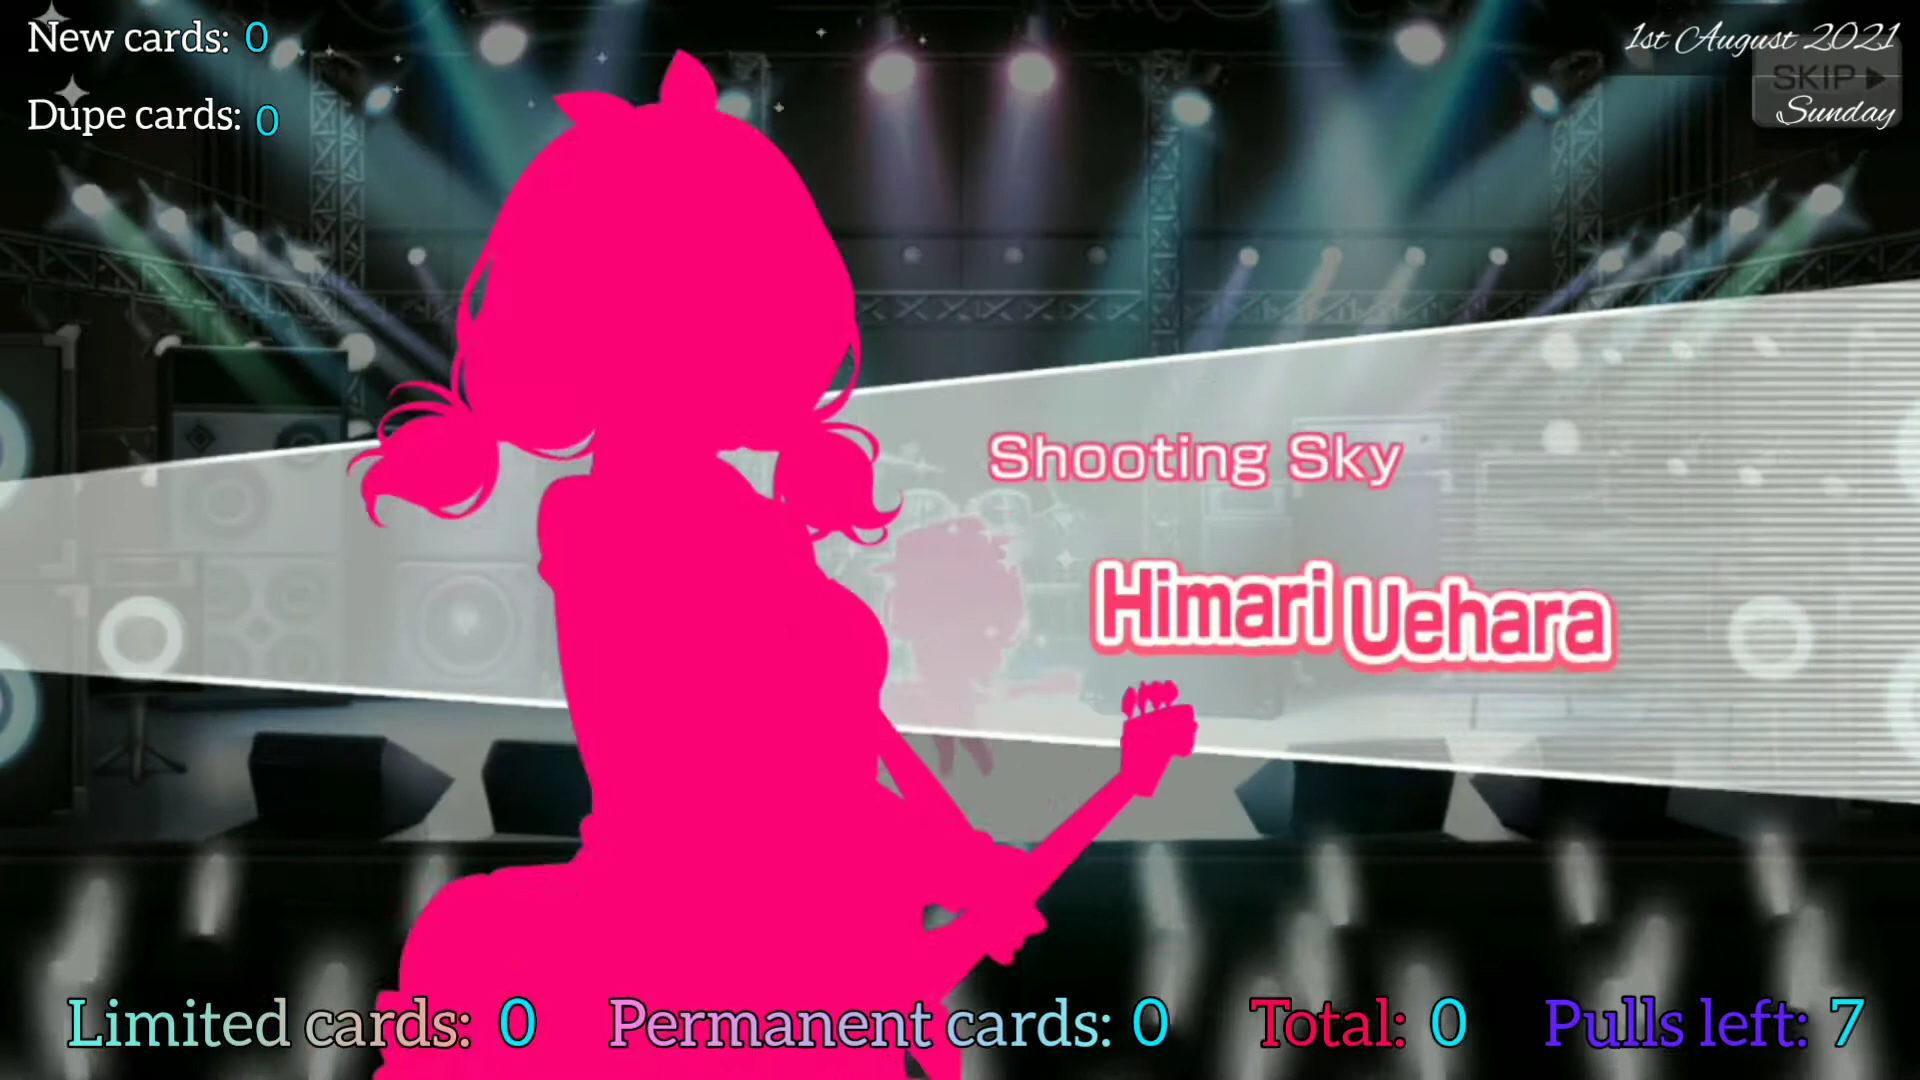 New cards: 0
Dupe cards: 0
1st August 2021
SKIP
Sunday
Shooting Sky
Himari Uehara
Limited cards: 0
Permanent cards: 0
Total: 0
Pulls left: 7